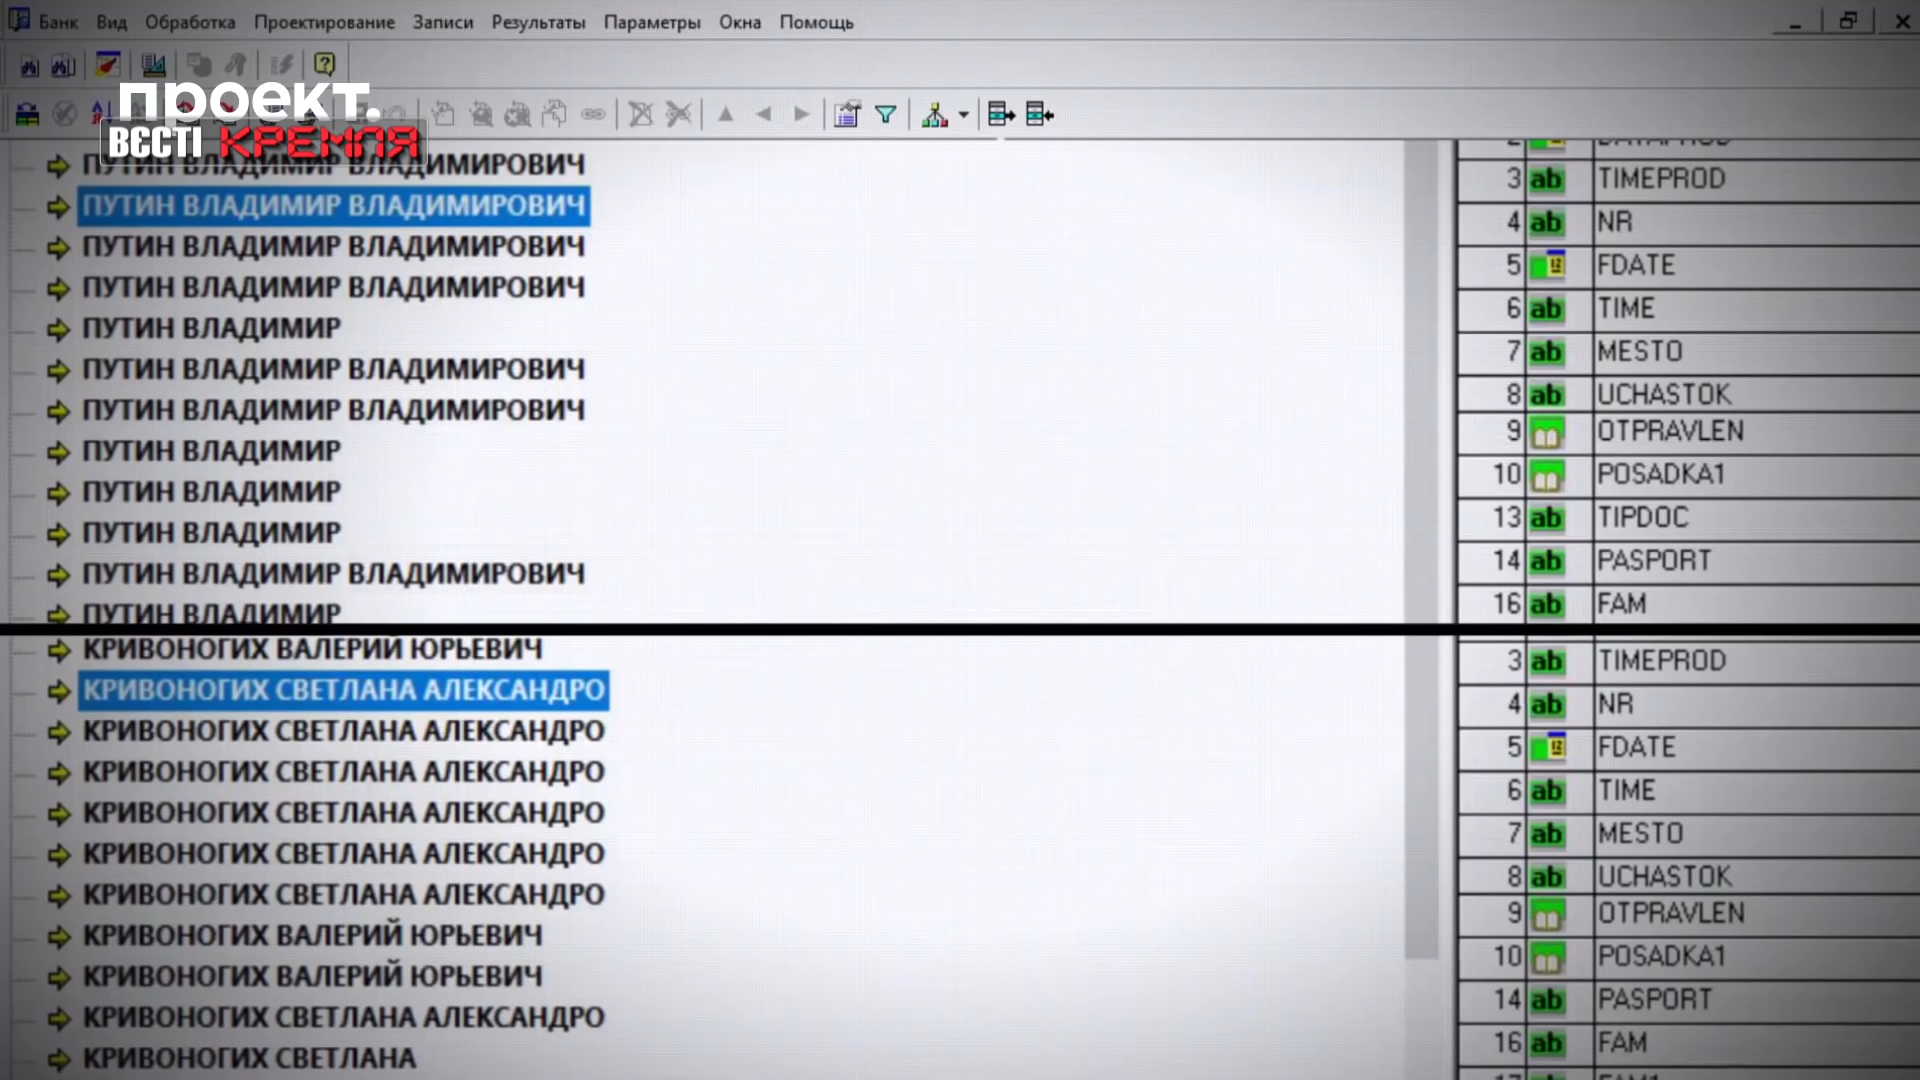 Банк Вид Обработка Проектирование Записи Результаты Параметры Окна Помощь
проект.
ВЄСТІ КРЕМЛЯ
ПУТИН ВЛАДИМИР ВЛАДИМИРОВИЧ
ПУТИН ВЛАДИМИР ВЛАДИМИРОВИЧ
ПУТИН ВЛАДИМИР ВЛАДИМИРОВИЧ
ПУТИН ВЛАДИМИР ВЛАДИМИРОВИЧ
ПУТИН ВЛАДИМИР
ПУТИН ВЛАДИМИР ВЛАДИМИРОВИЧ
ПУТИН ВЛАДИМИР ВЛАДИМИРОВИЧ
ПУТИН ВЛАДИМИР
ПУТИН ВЛАДИМИР
ПУТИН ВЛАДИМИР
ПУТИН ВЛАДИМИР ВЛАДИМИРОВИЧ
ПУТИН ВЛАДИМИР
3 ab TIMEPROD
4 ab NR
5 12 FDATE
6 ab TIME
7 ab MESTO
8 ab UCHASTOK
9 OTPRAVLEN
10 POSADKA1
13 ab TIPDOC
14 ab PASPORT
16 ab FAM
КРИВОНОГИХ ВАЛЕРИЙ ЮРЬЕВИЧ
КРИВОНОГИХ СВЕТЛАНА АЛЕКСАНДРО
КРИВОНОГИХ СВЕТЛАНА АЛЕКСАНДРО
КРИВОНОГИХ СВЕТЛАНА АЛЕКСАНДРО
КРИВОНОГИХ СВЕТЛАНА АЛЕКСАНДРО
КРИВОНОГИХ СВЕТЛАНА АЛЕКСАНДРО
КРИВОНОГИХ СВЕТЛАНА АЛЕКСАНДРО
КРИВОНОГИХ ВАЛЕРИЙ ЮРЬЕВИЧ
КРИВОНОГИХ ВАЛЕРИЙ ЮРЬЕВИЧ
КРИВОНОГИХ СВЕТЛАНА АЛЕКСАНДРО
КРИВОНОГИХ СВЕТЛАНА
3 ab TIMEPROD
4 ab NR
5 12 FDATE
6 ab TIME
7 ab MESTO
8 ab UCHASTOK
9 OTPRAVLEN
10 POSADKA1
14 ab PASPORT
16 ab FAM